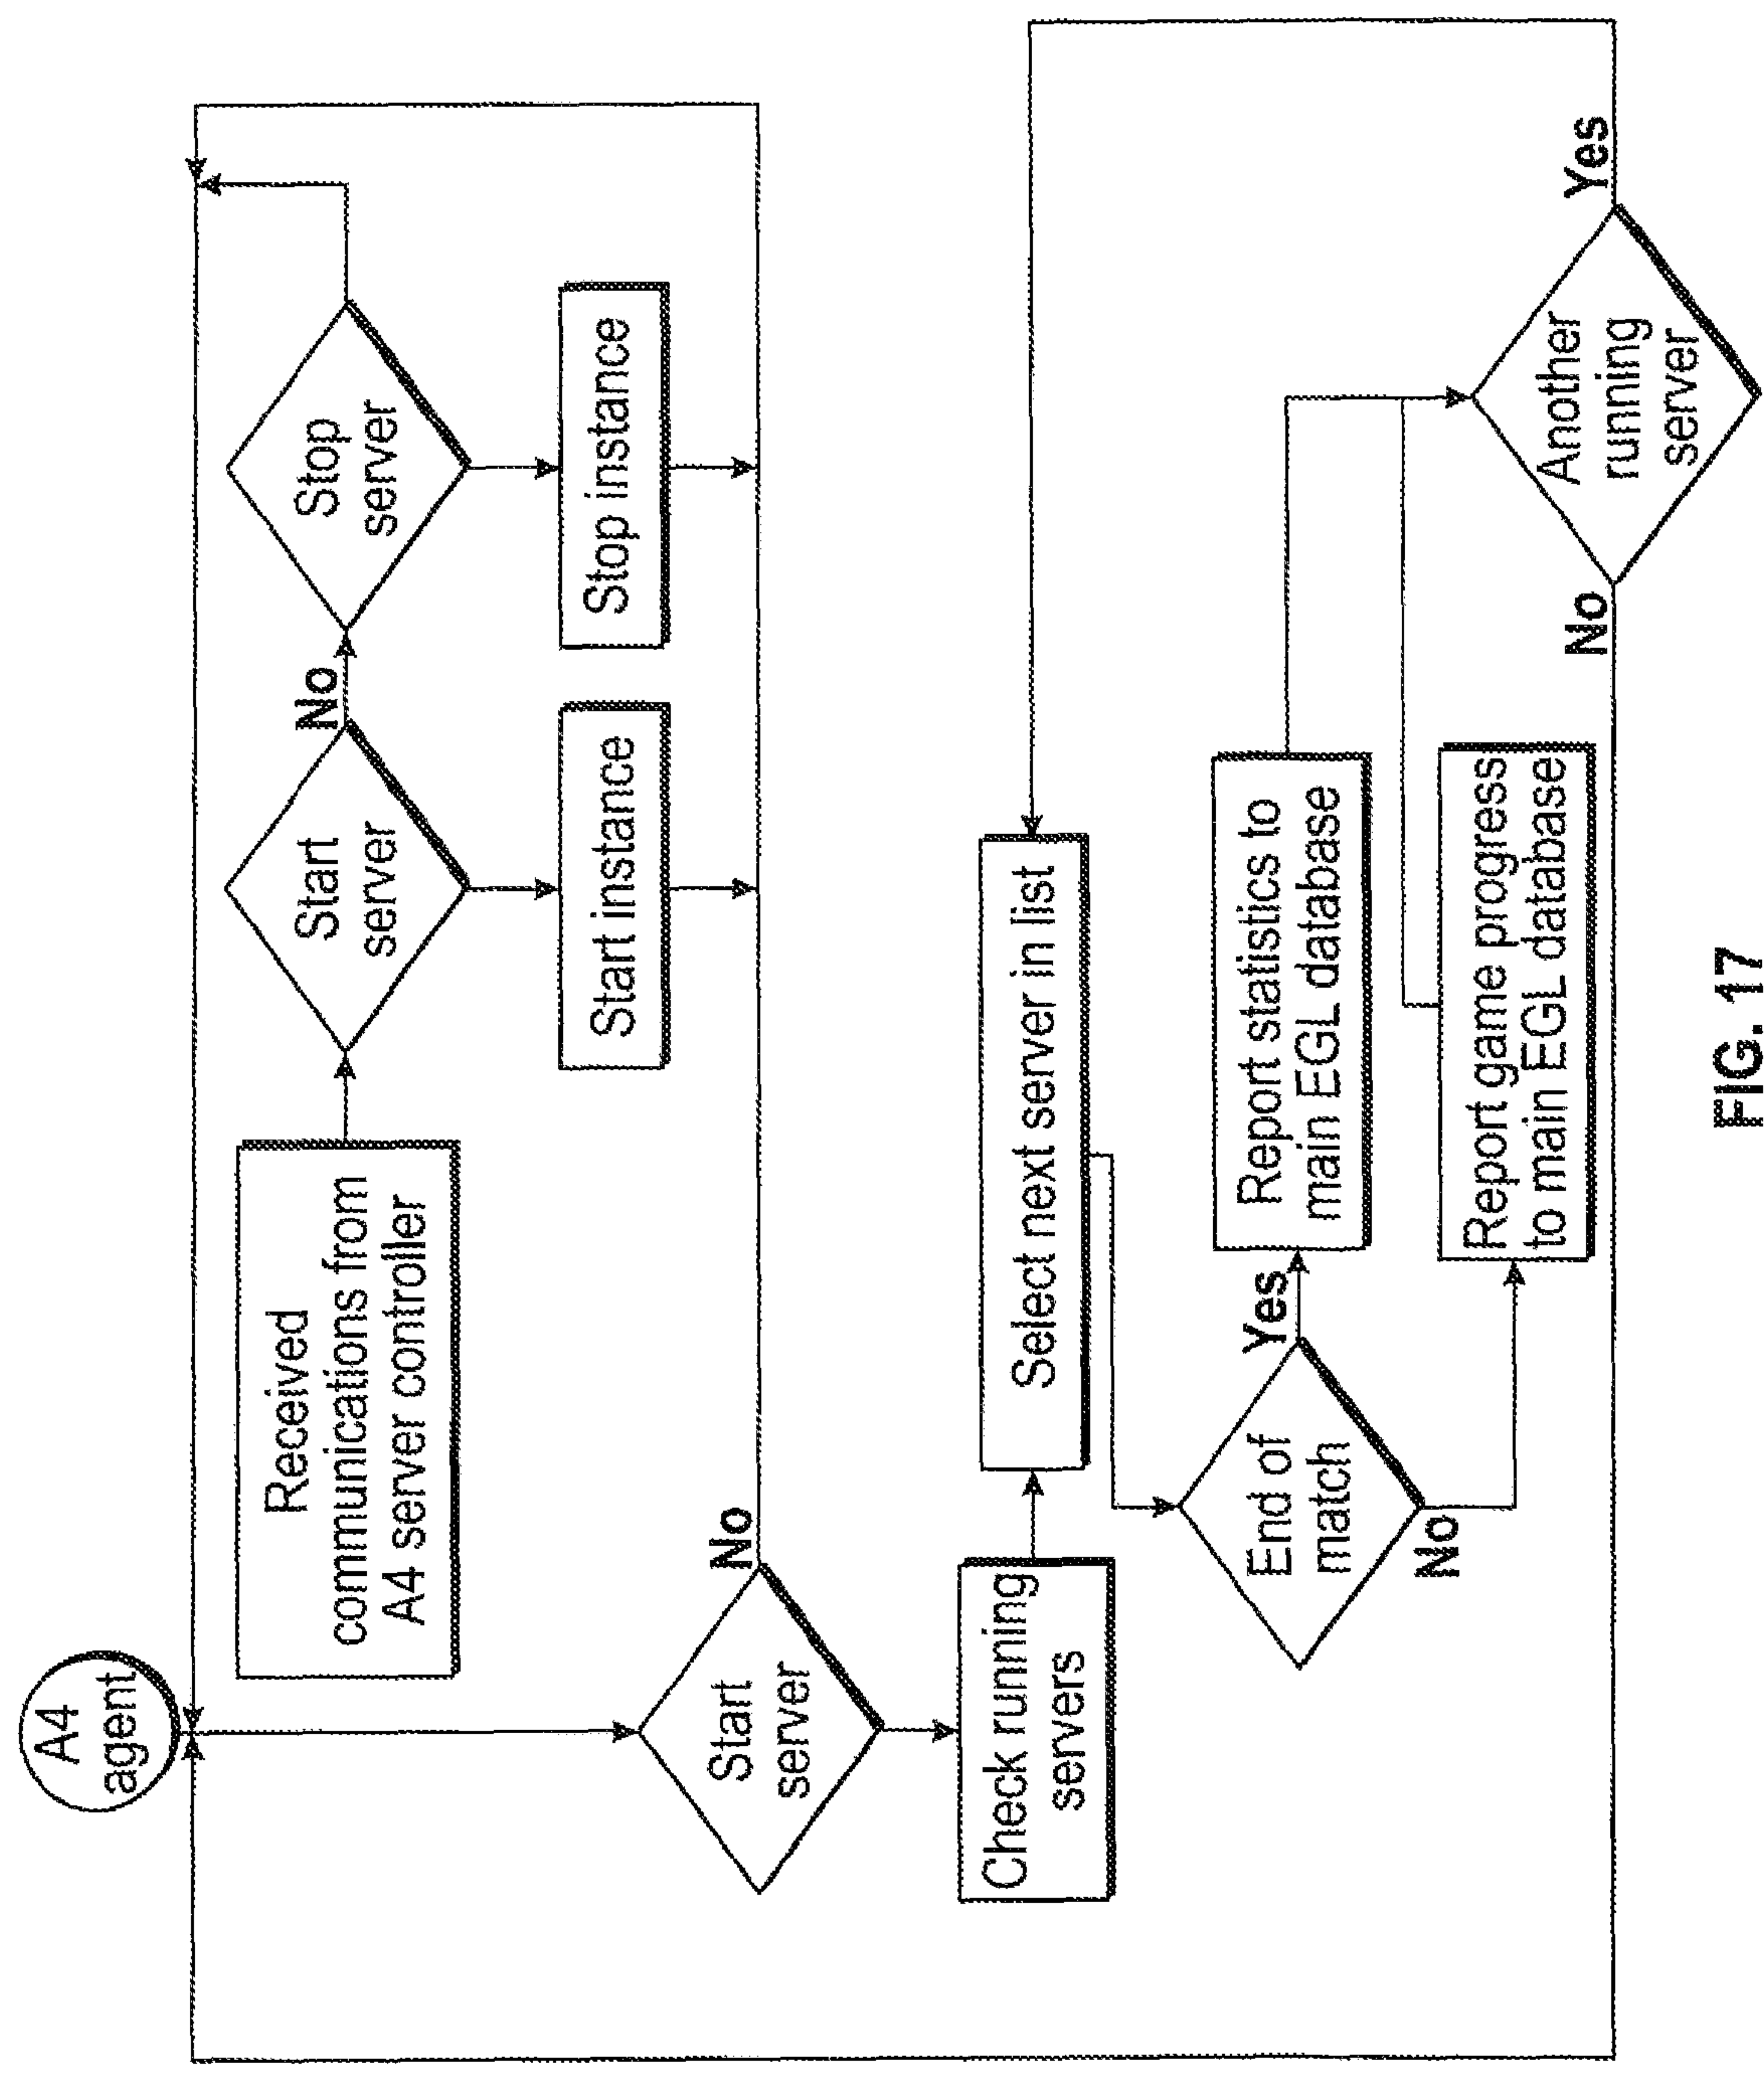 A4
agent
Received
communications from
A4 server controller
Start
server
No
Stop
server
Start instance
Stop instance
Start
server
No
Check running
servers
Select next server in list
End of
match
Yes
No
Report statistics to
main EGL database
Report game progress
to main EGL database
Another
running
server
No
Yes
FIG. 17